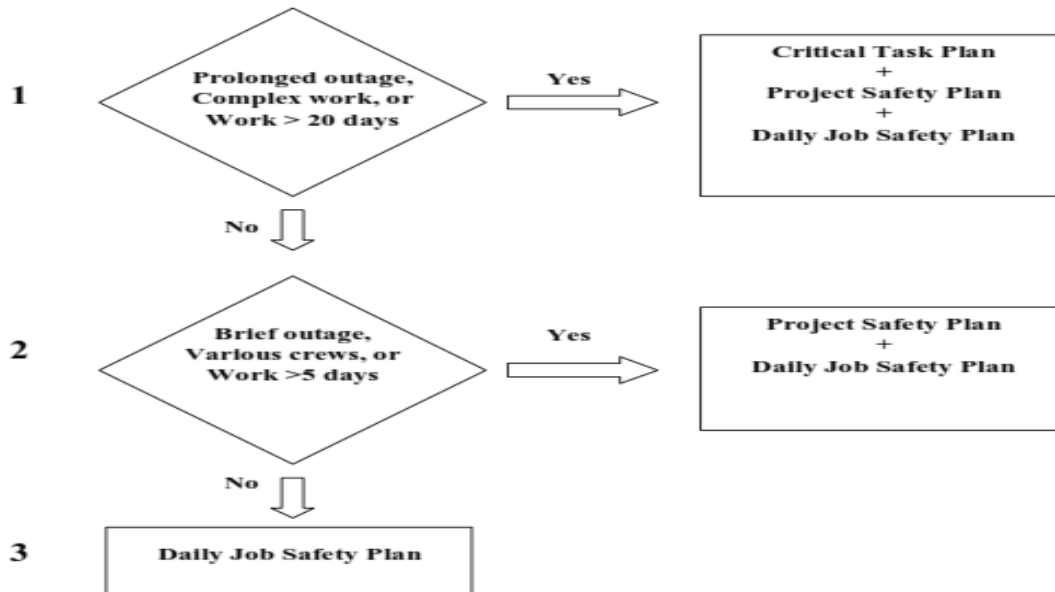 1
Prolonged outage,
Complex work, or
Work > 20 days
Yes
Critical Task Plan
+
Project Safety Plan
+
Daily Job Safety Plan
No
2
Brief outage,
Various crews, or
Work >5 days
Yes
Project Safety Plan
+
Daily Job Safety Plan
No
3
Daily Job Safety Plan